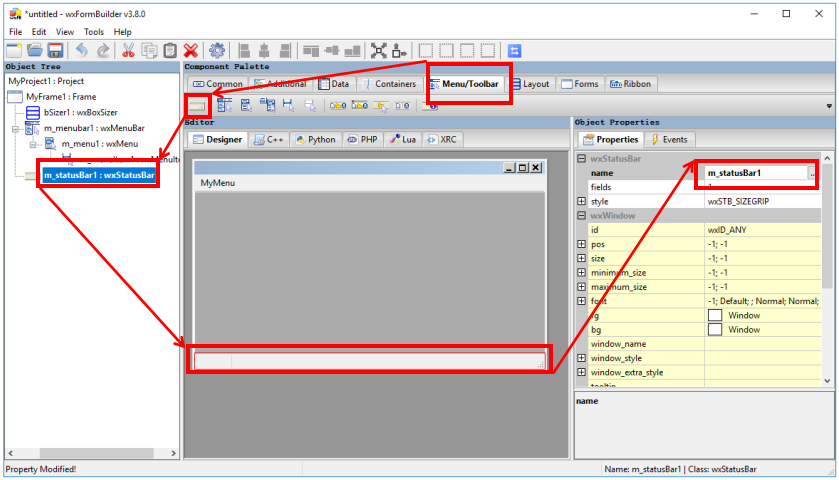 *untitled - wxFormBuilder v3.8.0
File Edit View Tools Help
Object Tree
Component Palette
MyProject1 : Project
MyFrame1 : Frame
bSizer1 : wxBoxSizer
m_menubar1 : wxMenuBar
m_menu1 : wxMenu
m_statusBar1 : wxStatusBar
Common Additional Data Containers Menu/Toolbar Layout Forms Ribbon
Editor
Designer C++ Python PHP Lua XRC
MyMenu
Object Properties
Properties Events
wxStatusBar
name m_statusBar1 ...
fields 1
style wxSTB_SIZEGRIP
wxWindow
id wxID_ANY
pos -1; -1
size -1; -1
minimum_size -1; -1
maximum_size -1; -1
font -1; Default; ; Normal; Normal;
fg Window
bg Window
window_name
window_style
window_extra_style
tooltip
name
Property Modified!
Name: m_statusBar1 | Class: wxStatusBar